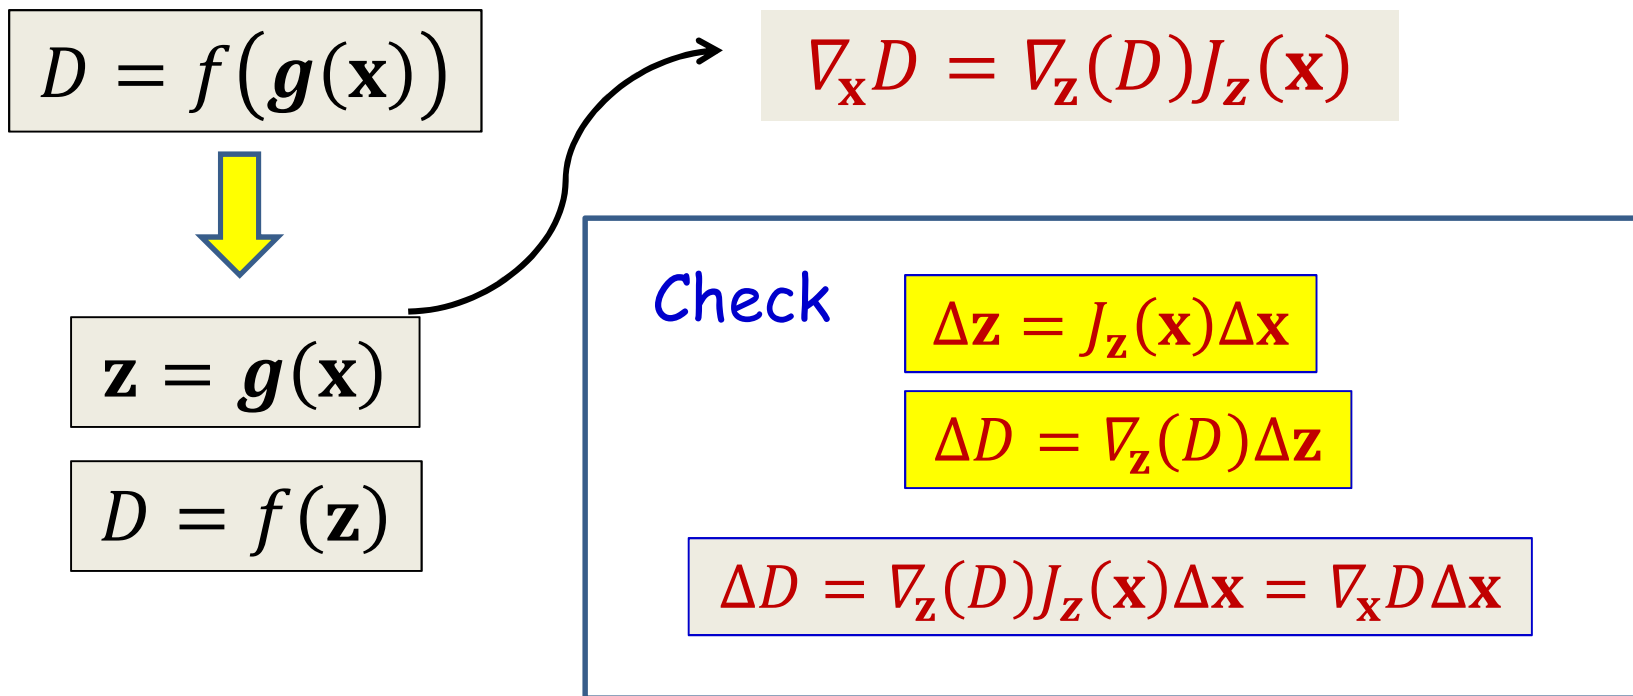 D = f(g(x))
∇ₓD = ∇_z(D)J_z(x)
z = g(x)
D = f(z)
Check
Δz = J_z(x)Δx
ΔD = ∇_z(D)Δz
ΔD = ∇_z(D)J_z(x)Δx = ∇ₓDΔx